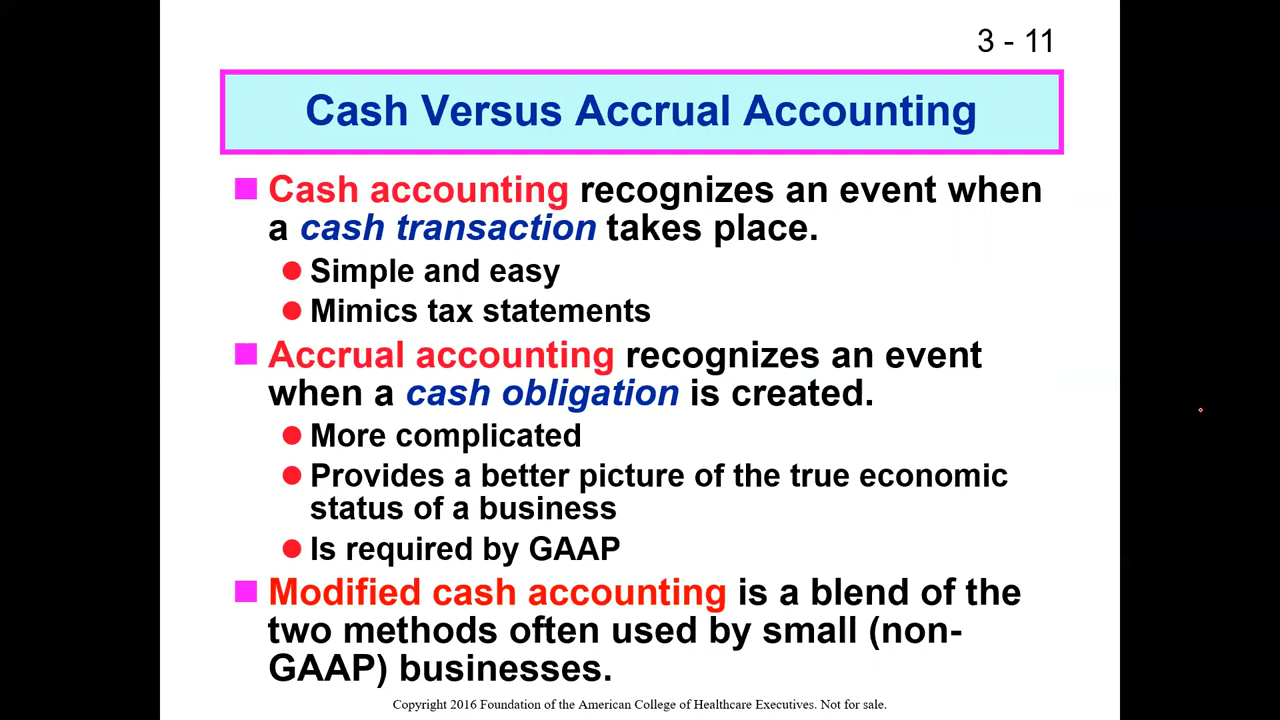 3 - 11
Cash Versus Accrual Accounting
Cash accounting recognizes an event when
a cash transaction takes place.
Simple and easy
Mimics tax statements
Accrual accounting recognizes an event
when a cash obligation is created.
More complicated
Provides a better picture of the true economic
status of a business
Is required by GAAP
Modified cash accounting is a blend of the
two methods often used by small (non-
GAAP) businesses.
Copyright 2016 Foundation of the American College of Healthcare Executives. Not for sale.